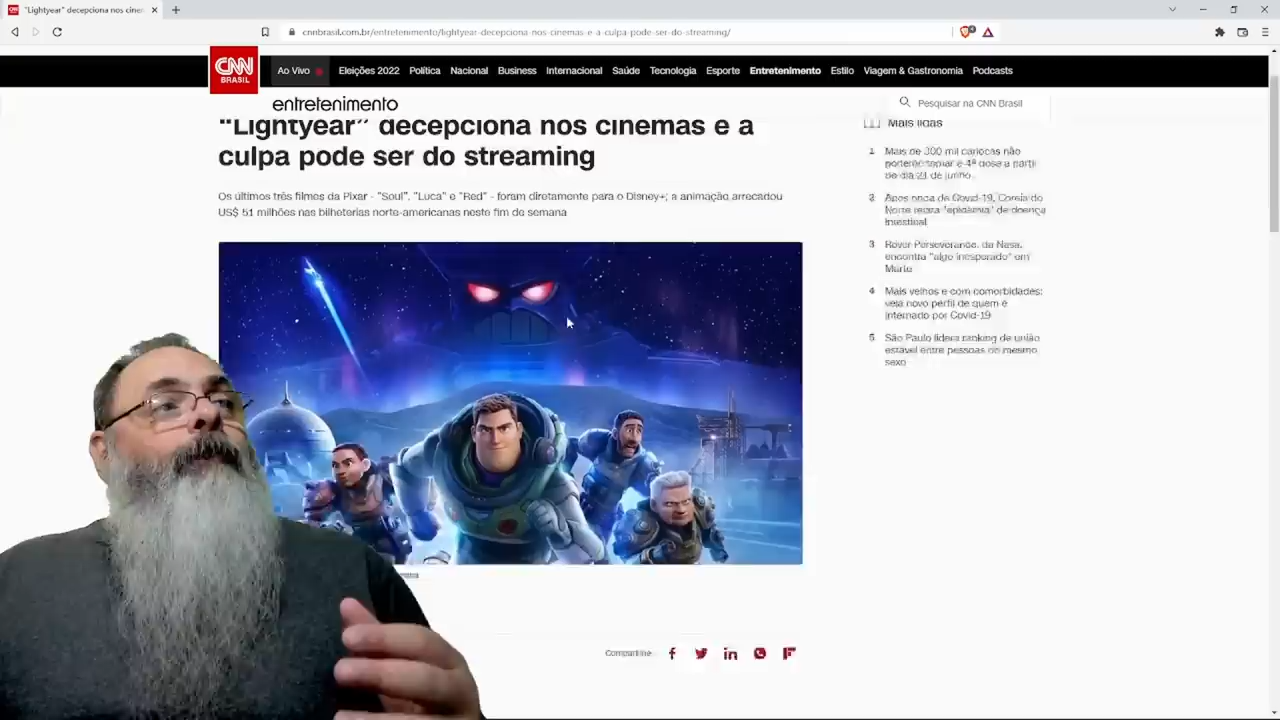 "Lightyear" decepciona nos cinem
cnnbrasil.com.br/entretenimento/lightyear-decepciona-nos-cinemas-e-a-culpa-pode-ser-do-streaming/
CNN
BRASIL
Ao Vivo
Eleições 2022
Política
Nacional
Business
Internacional
Saúde
Tecnologia
Esporte
Entretenimento
Estilo
Viagem & Gastronomia
Podcasts
entretenimento
Pesquisar na CNN Brasil
"Lightyear" decepciona nos cinemas e a
culpa pode ser do streaming
Os últimos três filmes da Pixar - "Soul", "Luca" e "Red" - foram diretamente para o Disney+; a animação arrecadou
US$ 51 milhões nas bilheterias norte-americanas neste fim de semana
Mais lidas
1 Mais de 300 mil cariocas não
poderão tomar a 4ª dose a partir
de dia 21 de junho
2 Após onda de Covid-19, Coreia do
Norte "epidemia" de doença
intestinal
3 Rover Perseverance, da Nasa,
encontra "algo inesperado" em
Marte
4 Mais velhos e com comorbidades:
veja novo perfil de quem é
internado por Covid-19
5 São Paulo lidera ranking de união
estável entre pessoas do mesmo
sexo
Compartilhe